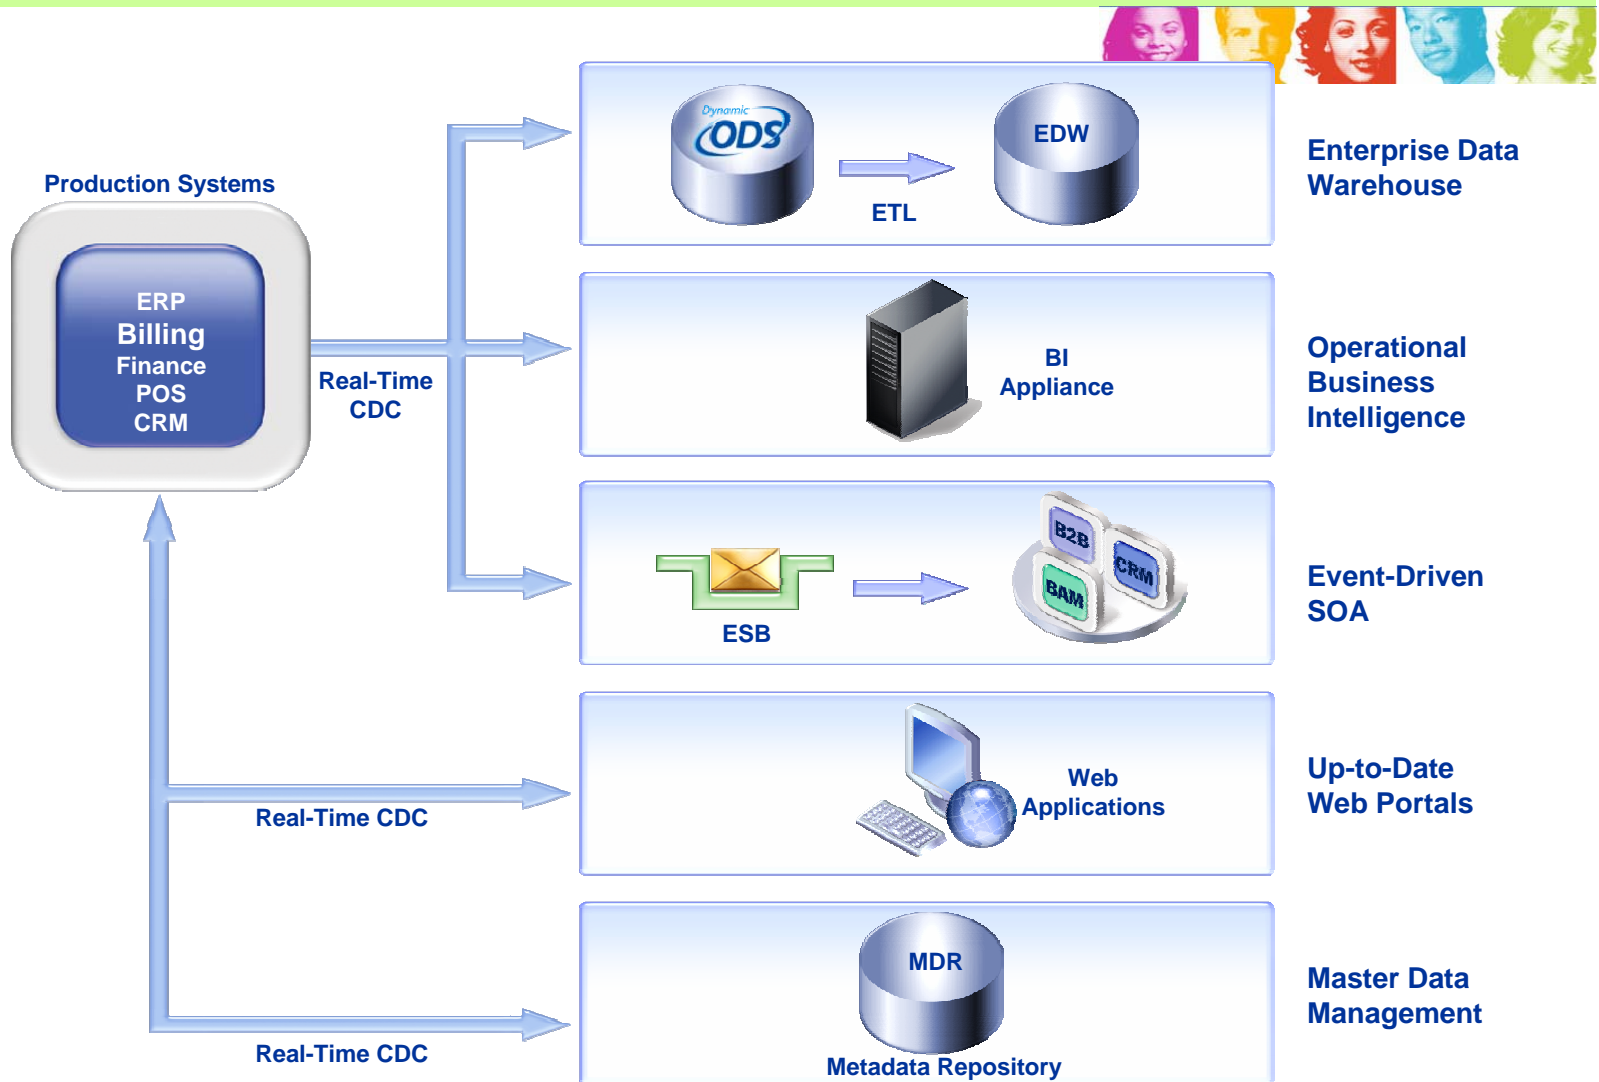 Dynamic
ODS
EDW
ETL
Enterprise Data
Warehouse
Production Systems
ERP
Billing
Finance
POS
CRM
Real-Time
CDC
BI
Appliance
Operational
Business
Intelligence
B2B
CRM
BAM
ESB
Event-Driven
SOA
Real-Time CDC
Web
Applications
Up-to-Date
Web Portals
Real-Time CDC
MDR
Metadata Repository
Master Data
Management